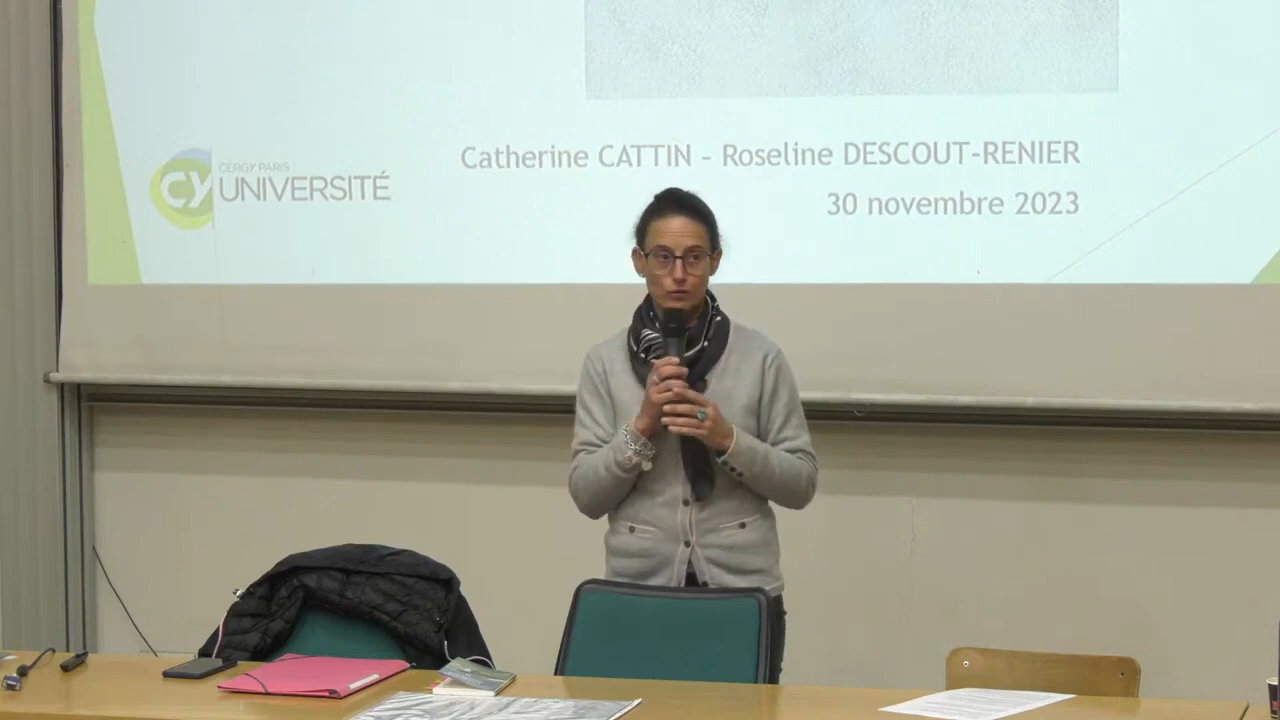 Catherine CATTIN – Roseline DESCOUT-RENIER
30 novembre 2023
CY
CERGY PARIS
UNIVERSITÉ